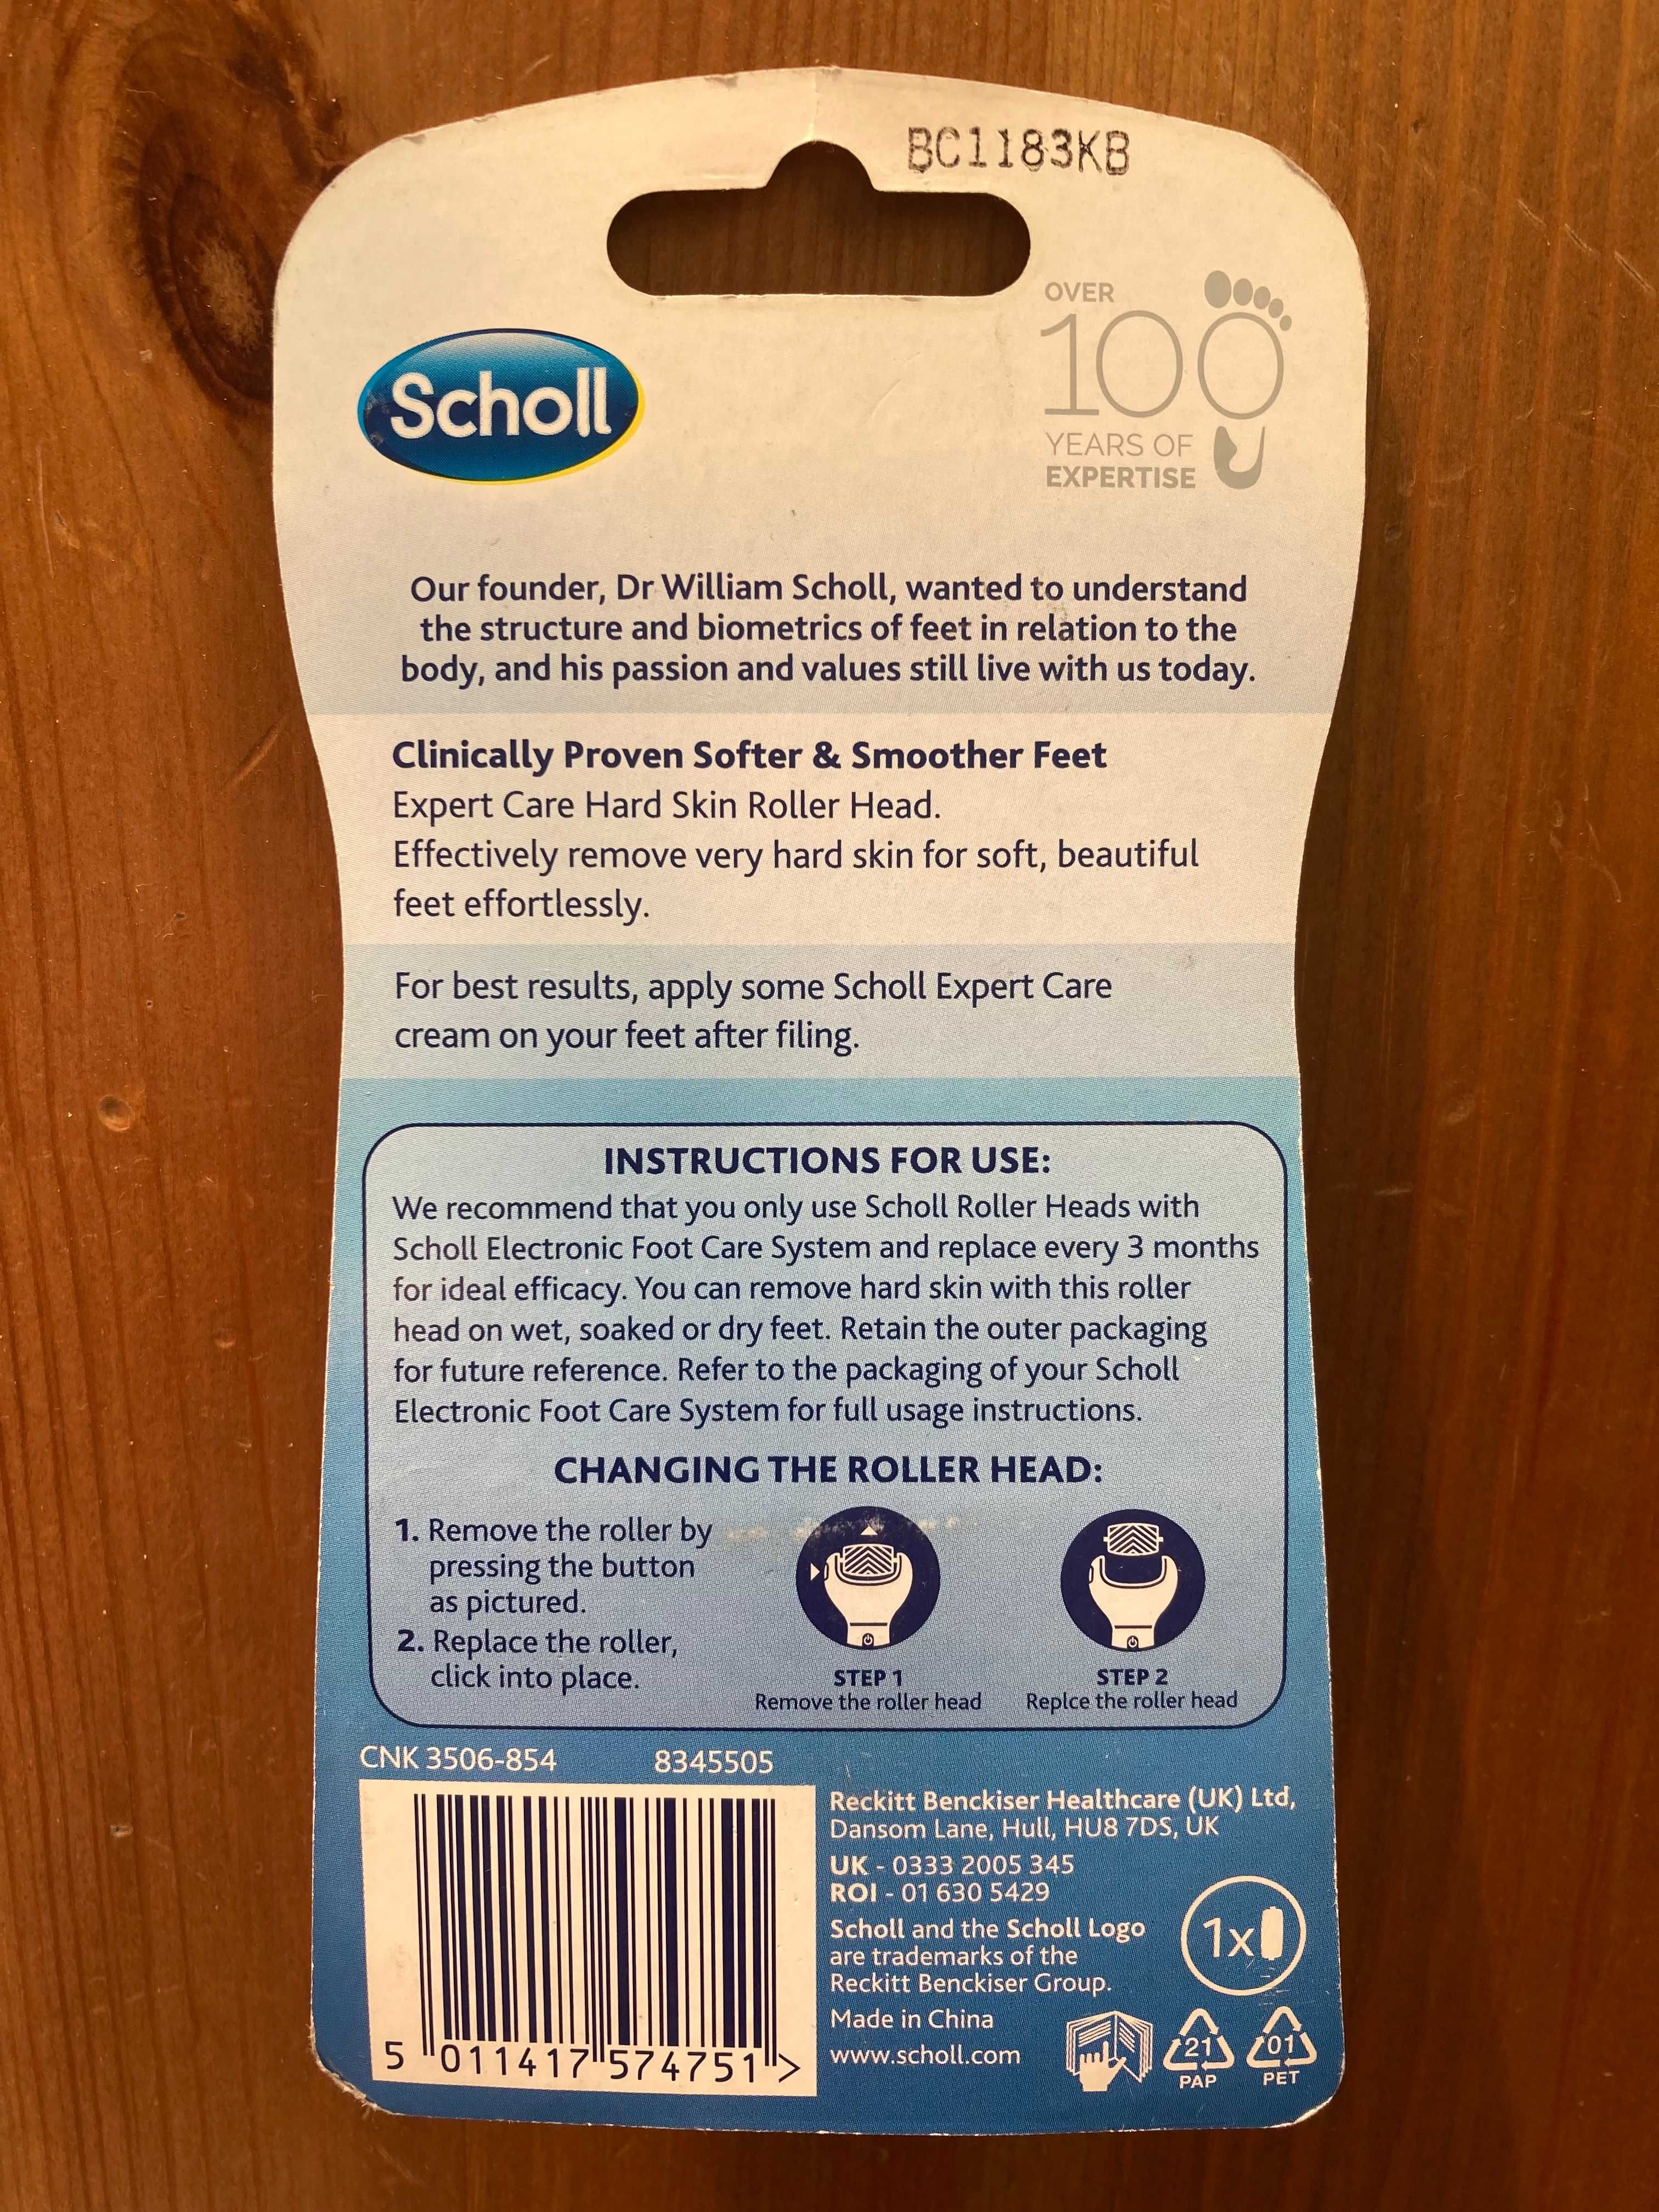 BC1183KB
Scholl
OVER
100
YEARS OF
EXPERTISE
Our founder, Dr William Scholl, wanted to understand
the structure and biometrics of feet in relation to the
body, and his passion and values still live with us today.
Clinically Proven Softer & Smoother Feet
Expert Care Hard Skin Roller Head.
Effectively remove very hard skin for soft, beautiful
feet effortlessly.
For best results, apply some Scholl Expert Care
cream on your feet after filing.
INSTRUCTIONS FOR USE:
We recommend that you only use Scholl Roller Heads with
Scholl Electronic Foot Care System and replace every 3 months
for ideal efficacy. You can remove hard skin with this roller
head on wet, soaked or dry feet. Retain the outer packaging
for future reference. Refer to the packaging of your Scholl
Electronic Foot Care System for full usage instructions.
CHANGING THE ROLLER HEAD:
1. Remove the roller by
pressing the button
as pictured.
2. Replace the roller,
click into place.
STEP 1
Remove the roller head
STEP 2
Replce the roller head
CNK 3506-854 8345505
5 011417 574751 >
Reckitt Benckiser Healthcare (UK) Ltd,
Dansom Lane, Hull, HU8 7DS, UK
UK - 0333 2005 345
ROI - 01 630 5429
Scholl and the Scholl Logo
are trademarks of the
Reckitt Benckiser Group.
Made in China
www.scholl.com
1x
21
PAP
01
PET